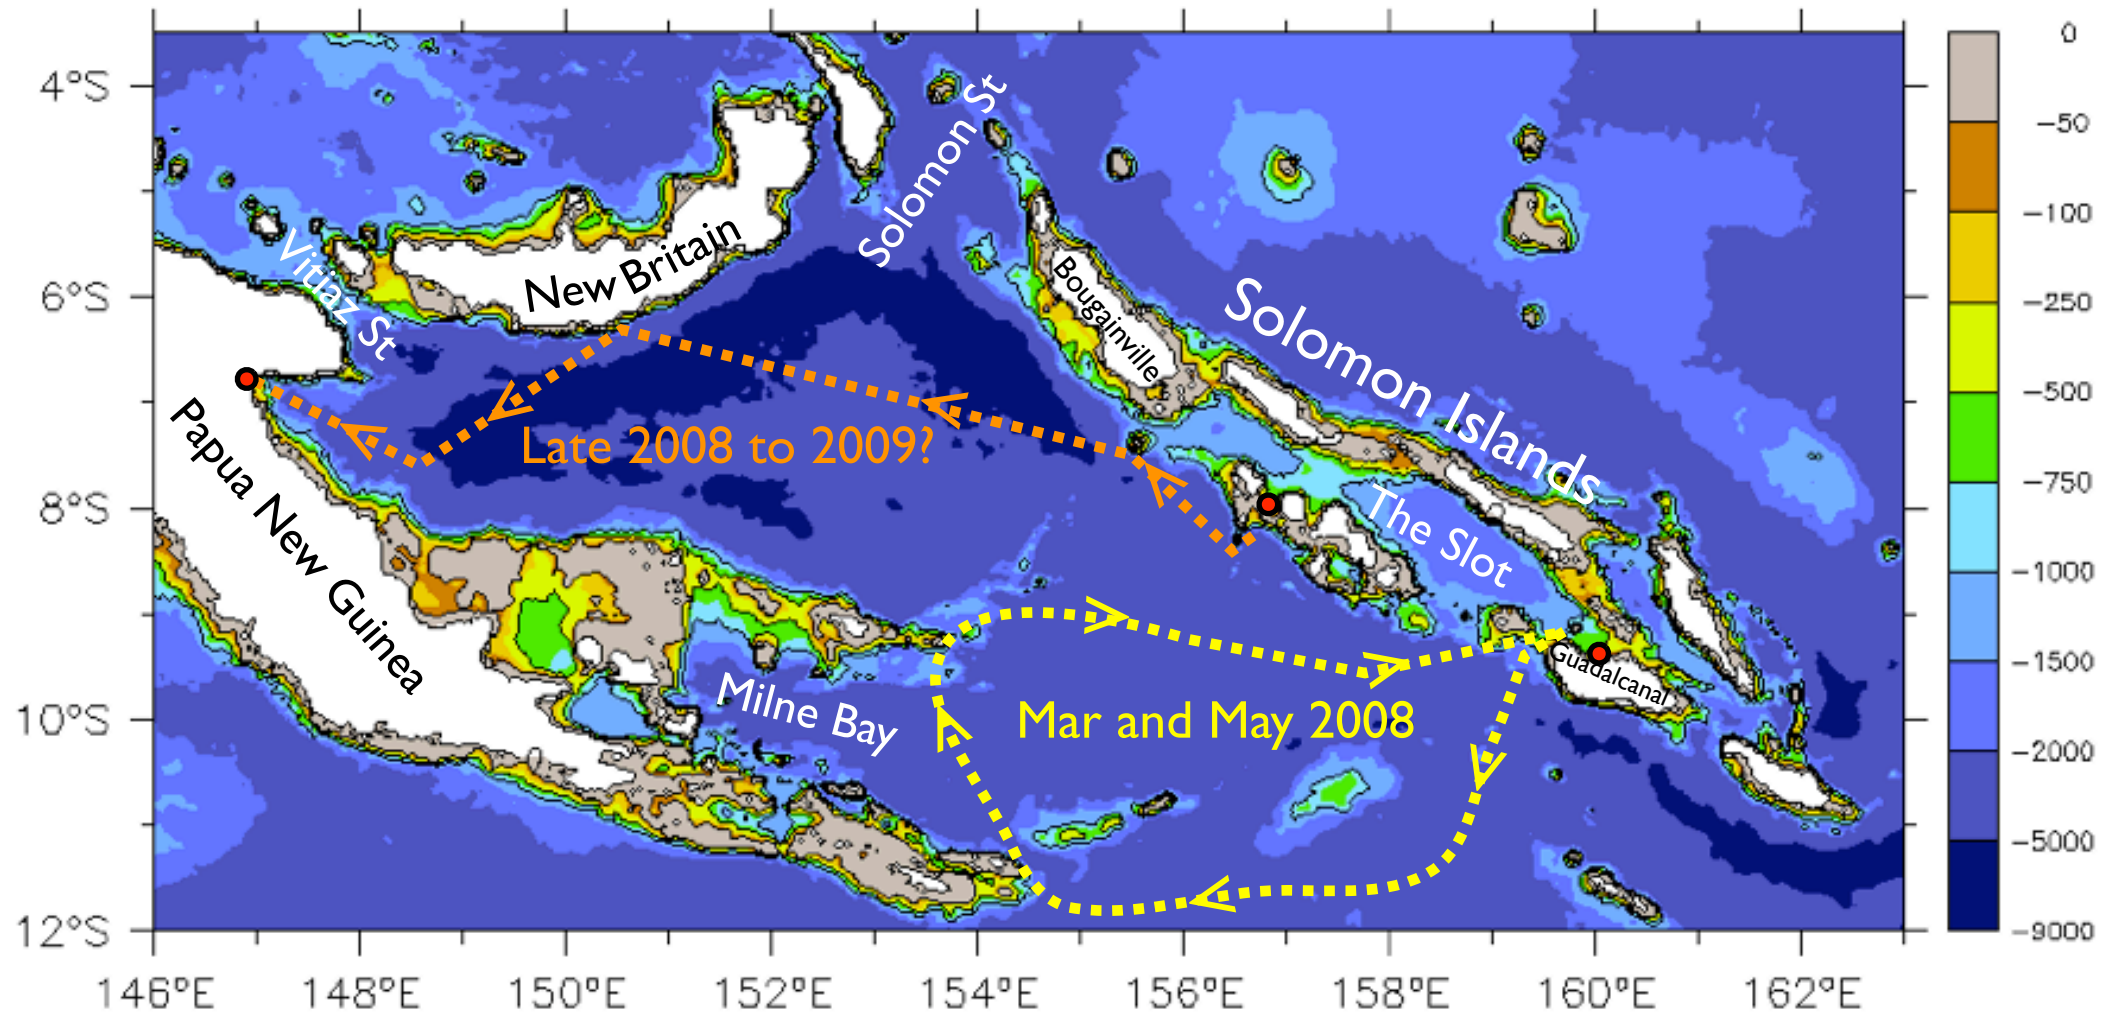 4°S
6°S
8°S
10°S
12°S
146°E
148°E
150°E
152°E
154°E
156°E
158°E
160°E
162°E
0
−50
−100
−250
−500
−750
−1000
−1500
−2000
−5000
−9000
Solomon St
Vitiaz St
New Britain
Bougainville
Solomon Islands
Late 2008 to 2009?
Papua New Guinea
The Slot
Guadalcanal
Milne Bay
Mar and May 2008